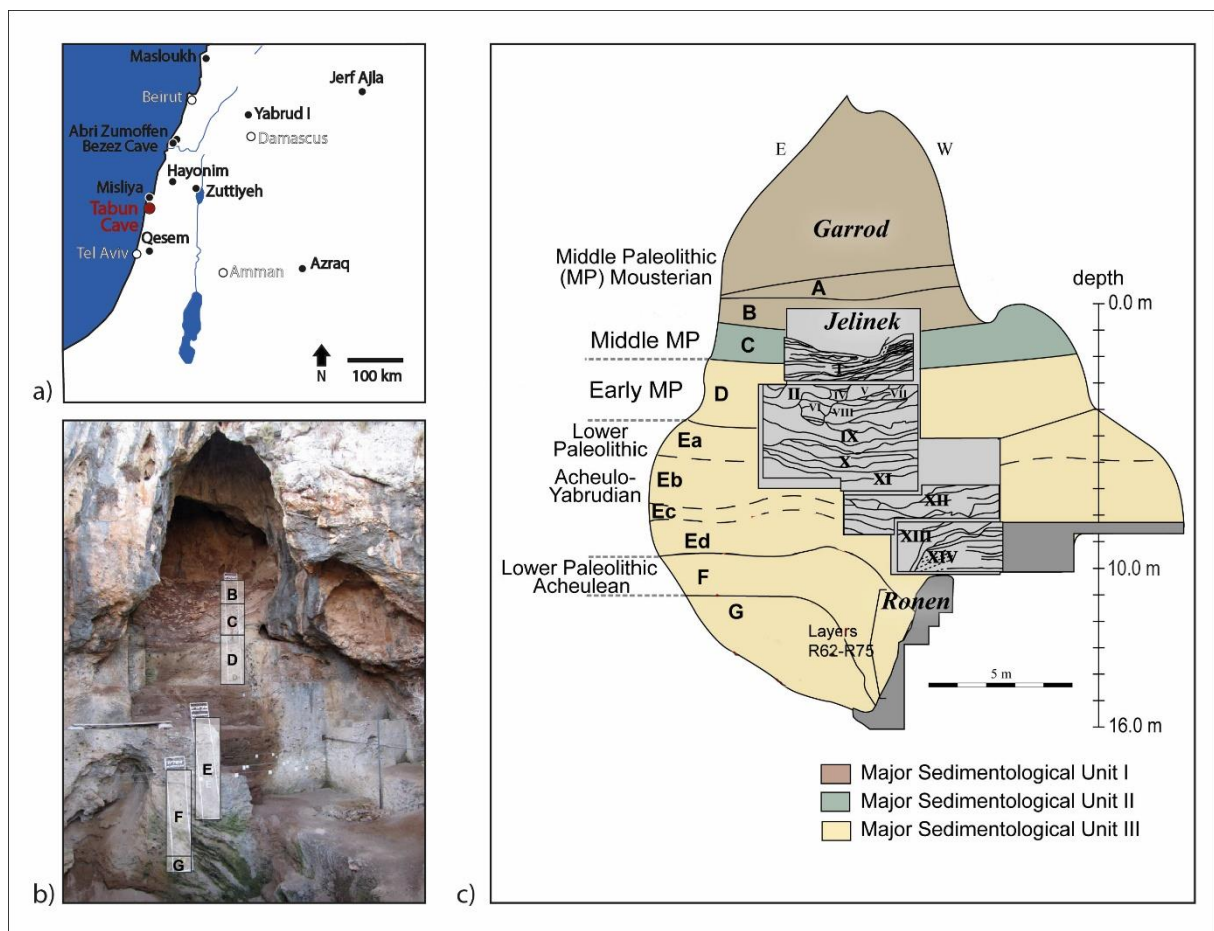 a)
Masloukh
Jerf Ajla
Beirut
Yabrud I
Damascus
Abri Zumoffen
Bezez Cave
Hayonim
Zuttiyeh
Misliya
Tabun
Cave
Qesem
Tel Aviv
Amman
Azraq
N
100 km
b)
B
C
D
E
F
G
c)
E
W
Garrod
Middle Paleolithic
(MP) Mousterian
A
depth
0.0 m
B
Jelinek
Middle MP
C
I
Early MP
D
II
IV
V
VII
VI
VIII
Lower
Paleolithic
Ea
IX
X
Acheulo-
Yabrudian
Eb
XI
XII
Ec
XIII
Ed
XIV
10.0 m
Lower Paleolithic
Acheulean
F
Ronen
G
Layers
R62-R75
5 m
16.0 m
Major Sedimentological Unit I
Major Sedimentological Unit II
Major Sedimentological Unit III